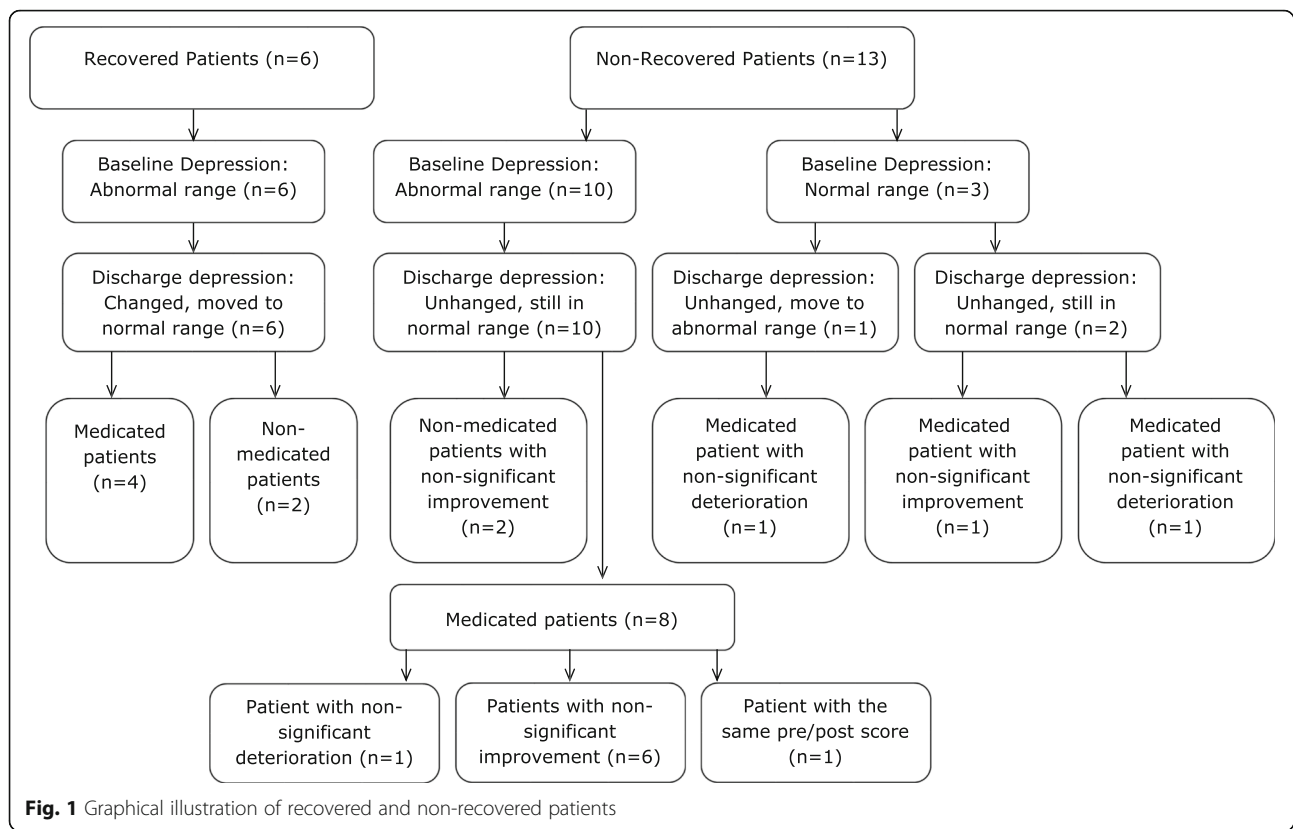 Recovered Patients (n=6)
Non-Recovered Patients (n=13)
Baseline Depression:
Abnormal range (n=6)
Baseline Depression:
Abnormal range (n=10)
Baseline Depression:
Normal range (n=3)
Discharge depression:
Changed, moved to
normal range (n=6)
Discharge depression:
Unhanged, still in
normal range (n=10)
Discharge depression:
Unhanged, move to
abnormal range (n=1)
Discharge depression:
Unhanged, still in
normal range (n=2)
Medicated
patients
(n=4)
Non-
medicated
patients
(n=2)
Non-medicated
patients with
non-significant
improvement
(n=2)
Medicated
patient with
non-significant
deterioration
(n=1)
Medicated
patient with
non-significant
improvement
(n=1)
Medicated
patient with
non-significant
deterioration
(n=1)
Medicated patients (n=8)
Patient with non-
significant
deterioration (n=1)
Patients with non-
significant
improvement (n=6)
Patient with the
same pre/post score
(n=1)
Fig. 1 Graphical illustration of recovered and non-recovered patients